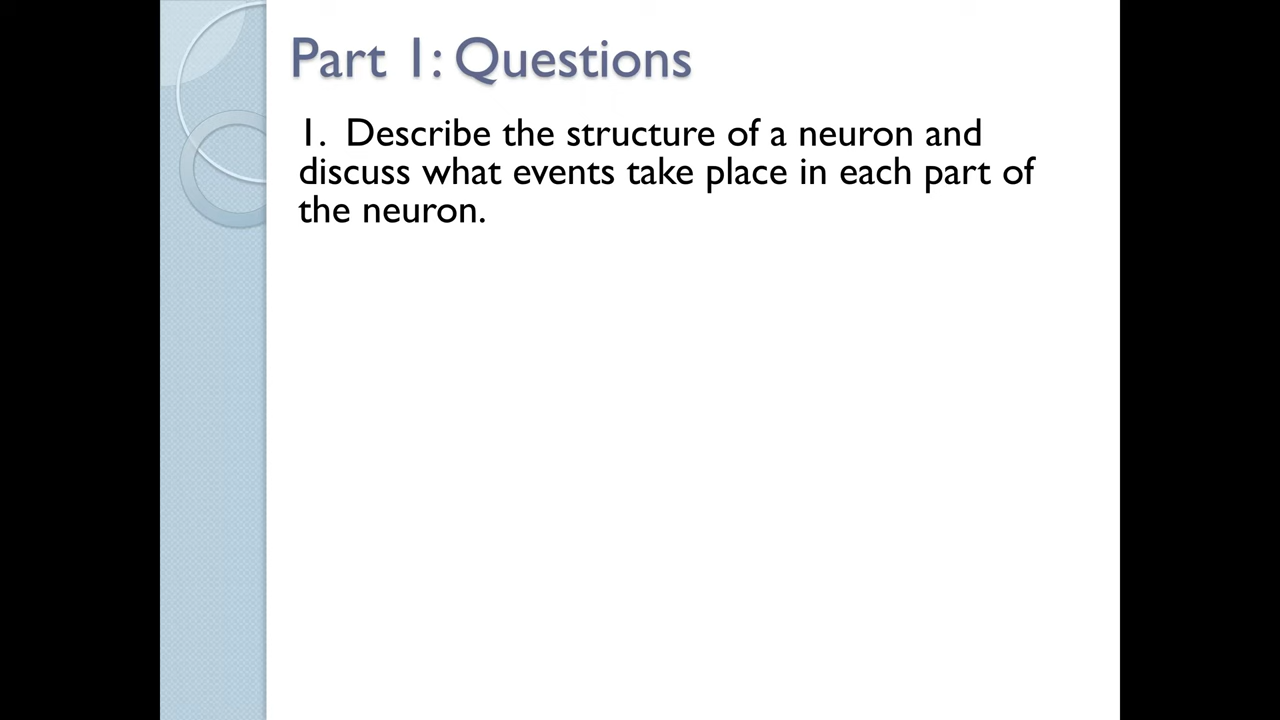 Part 1: Questions
1. Describe the structure of a neuron and
discuss what events take place in each part of
the neuron.